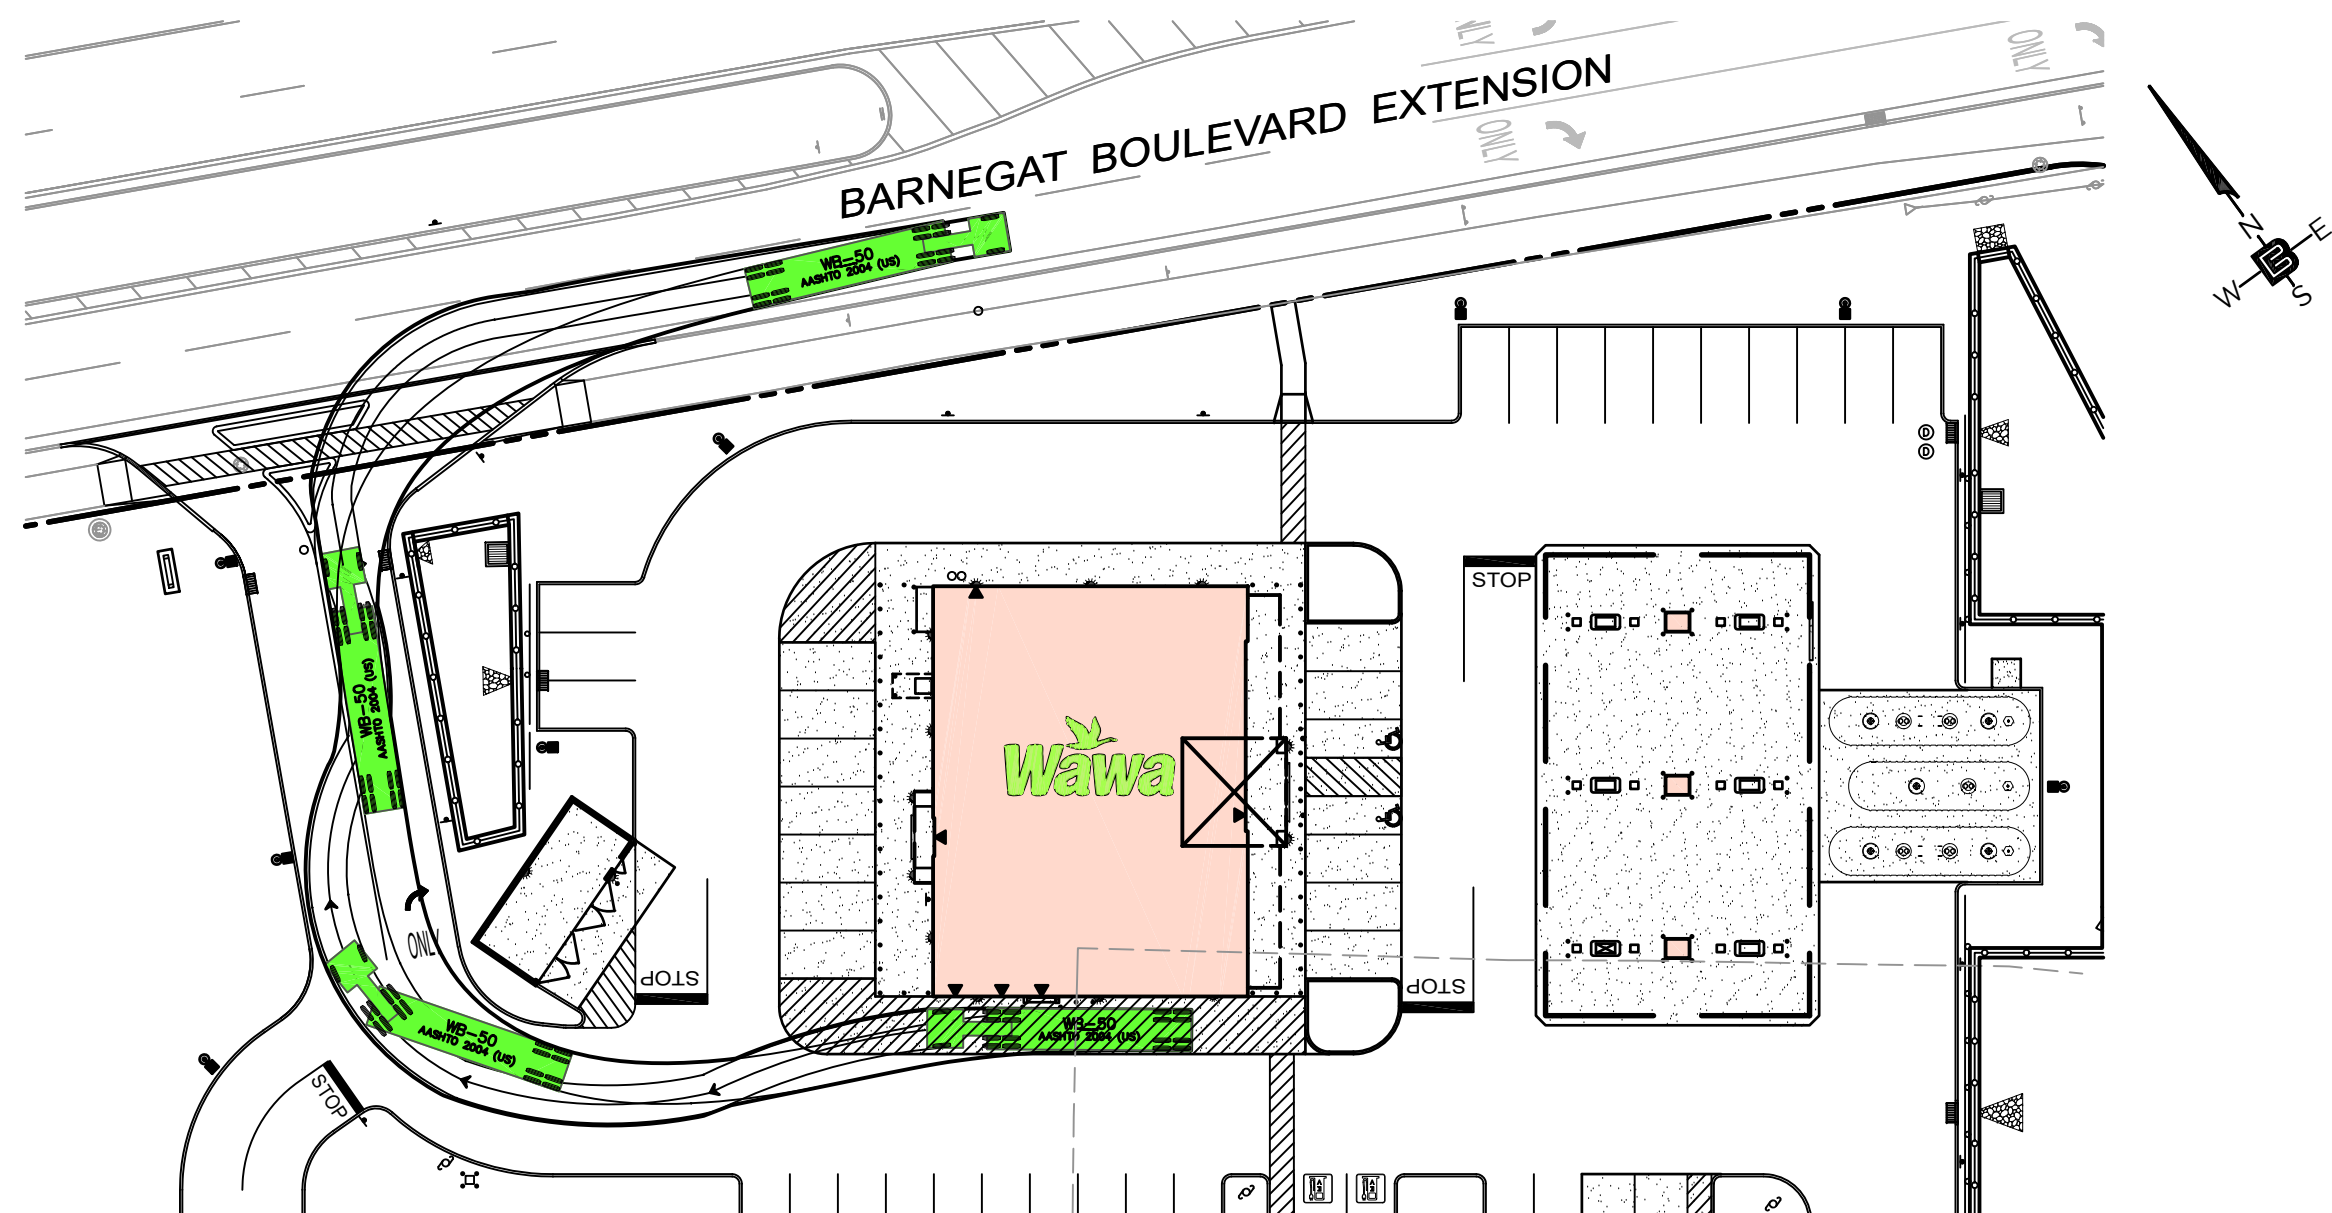 ONLY
ONLY
BARNEGAT BOULEVARD EXTENSION
ONLY
N
E
B
W
S
WB-50
AASHTO 2004 (US)
D
D
STOP
WB-50
AASHTO 2004 (US)
Wawa
ONLY
STOP
STOP
WB-50
AASHTO 2004 (US)
WB-50
AASHTO 2004 (US)
STOP